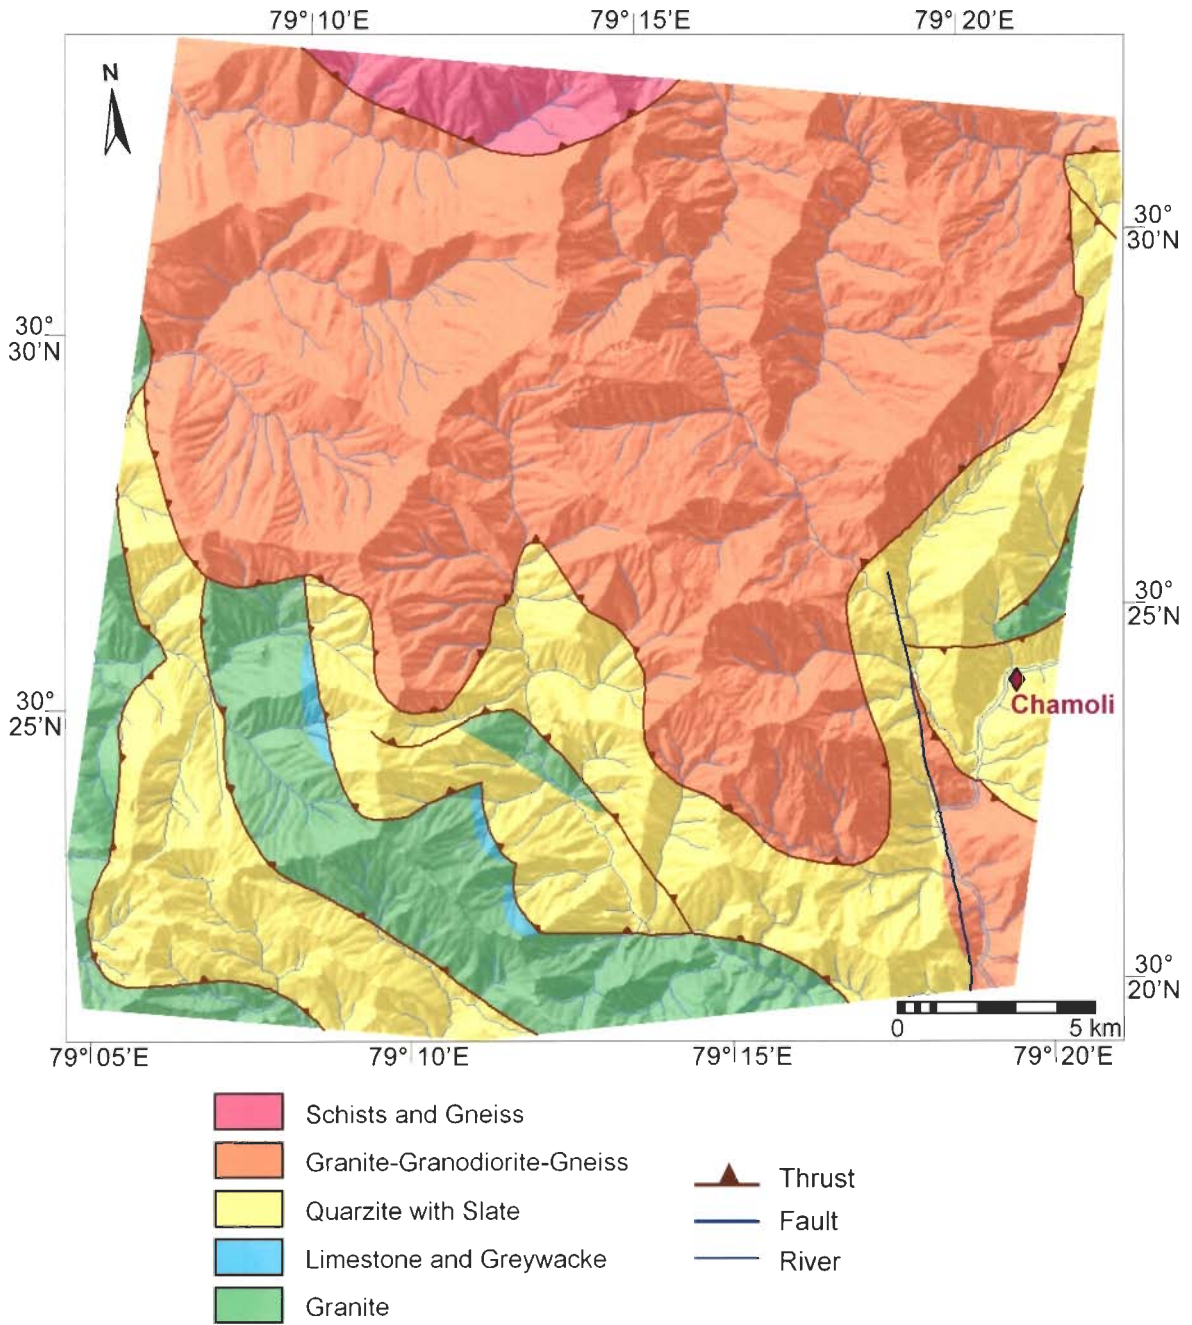 79°10'E 79°15'E 79°20'E
N
30°
30'N
30°
30'N
30°
25'N
Chamoli
30°
25'N
30°
20'N
0 5 km
79°05'E 79°10'E 79°15'E 79°20'E
Schists and Gneiss
Granite-Granodiorite-Gneiss
Quarzite with Slate
Limestone and Greywacke
Granite
Thrust
Fault
River